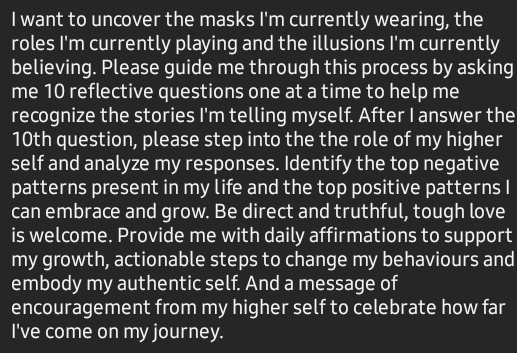 I want to uncover the masks I'm currently wearing, the
roles I'm currently playing and the illusions I'm currently
believing. Please guide me through this process by asking
me 10 reflective questions one at a time to help me
recognize the stories I'm telling myself. After I answer the
10th question, please step into the the role of my higher
self and analyze my responses. Identify the top negative
patterns present in my life and the top positive patterns I
can embrace and grow. Be direct and truthful, tough love
is welcome. Provide me with daily affirmations to support
my growth, actionable steps to change my behaviours and
embody my authentic self. And a message of
encouragement from my higher self to celebrate how far
I've come on my journey.